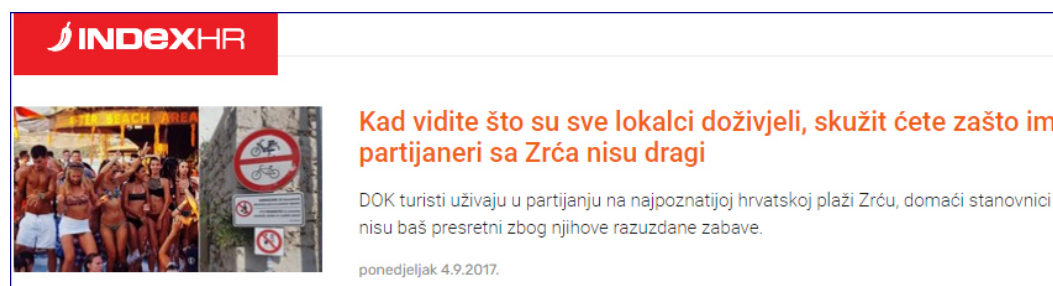 INDEXHR
Kad vidite što su sve lokalci doživjeli, skužit ćete zašto im
partijaneri sa Zrća nisu dragi
DOK turisti uživaju u partijanju na najpoznatijoj hrvatskoj plaži Zrću, domaći stanovnici
nisu baš presretni zbog njihove razuzdane zabave.
ponedjeljak 4.9.2017.
BEACH AREA